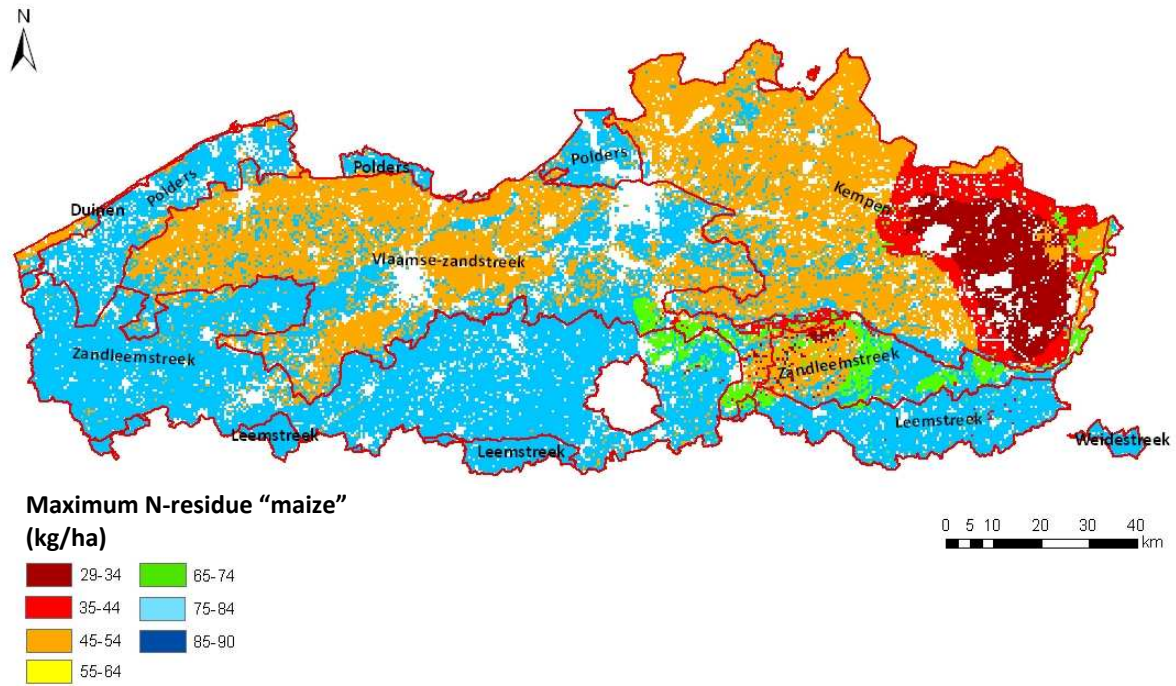 N
Polders
Polders
Polders
Duinen
Kempen
Vlaamse-zandstreek
Zandleemstreek
Zandleemstreek
Leemstreek
Leemstreek
Leemstreek
Weidestreek
Maximum N-residue “maize”
(kg/ha)
29-34
65-74
35-44
75-84
45-54
85-90
55-64
0 5 10 20 30 40
km